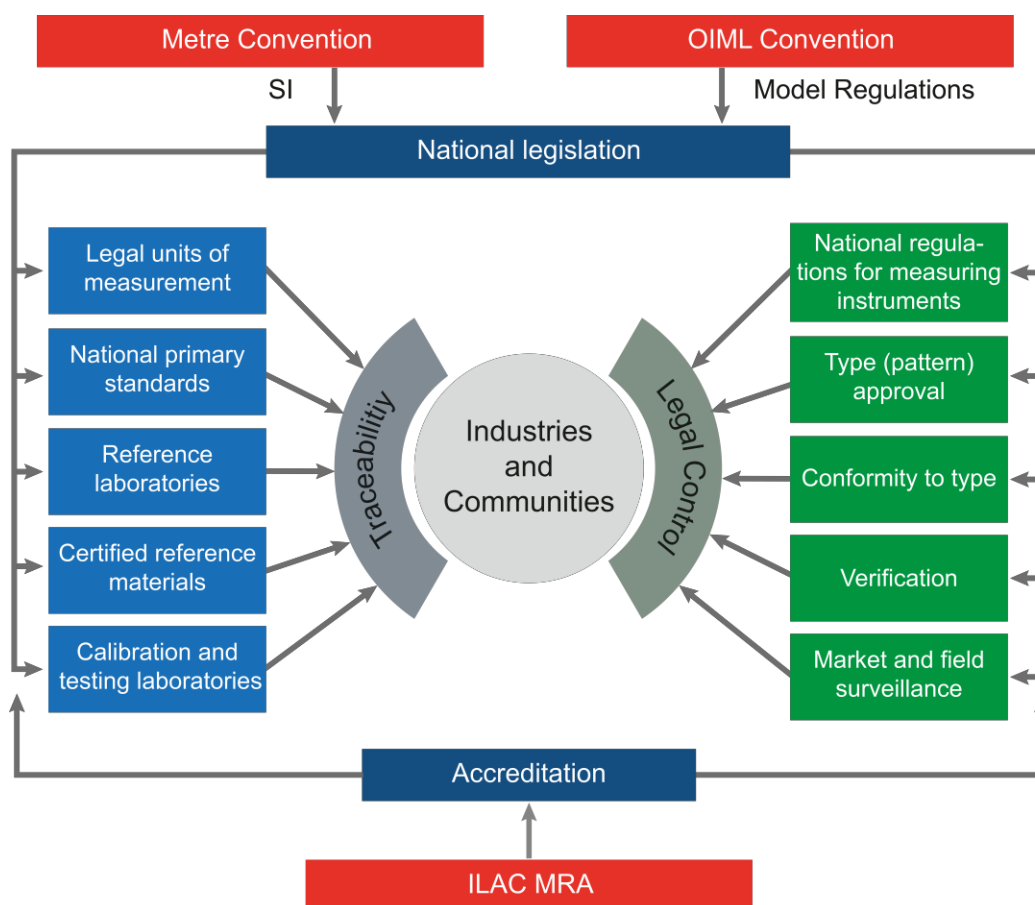 Metre Convention
OIML Convention
SI
Model Regulations
National legislation
Legal units of
measurement
National primary
standards
Reference
laboratories
Certified reference
materials
Calibration and
testing laboratories
Traceabilitiy
Industries
and
Communities
Legal Control
National regula-
tions for measuring
instruments
Type (pattern)
approval
Conformity to type
Verification
Market and field
surveillance
Accreditation
ILAC MRA